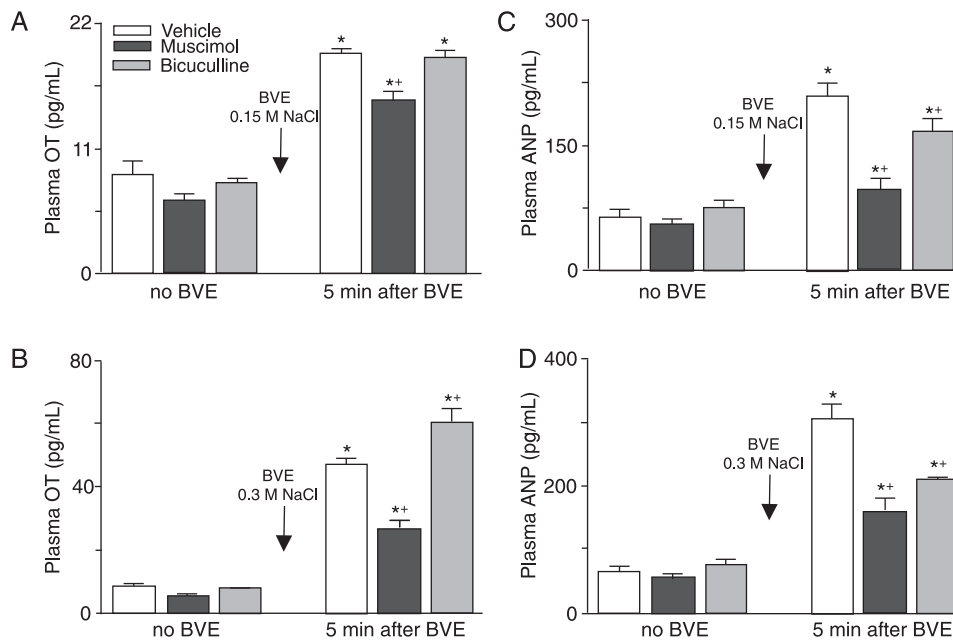 A
22
Vehicle
Muscimol
Bicuculline
Plasma OT (pg/mL)
11
0
BVE
0.15 M NaCl
*
*+
*
no BVE
5 min after BVE
C
300
Plasma ANP (pg/mL)
150
0
BVE
0.15 M NaCl
*
*+
*+
no BVE
5 min after BVE
B
80
Plasma OT (pg/mL)
40
0
BVE
0.3 M NaCl
*
*+
*+
no BVE
5 min after BVE
D
400
Plasma ANP (pg/mL)
200
0
BVE
0.3 M NaCl
*
*+
*+
no BVE
5 min after BVE